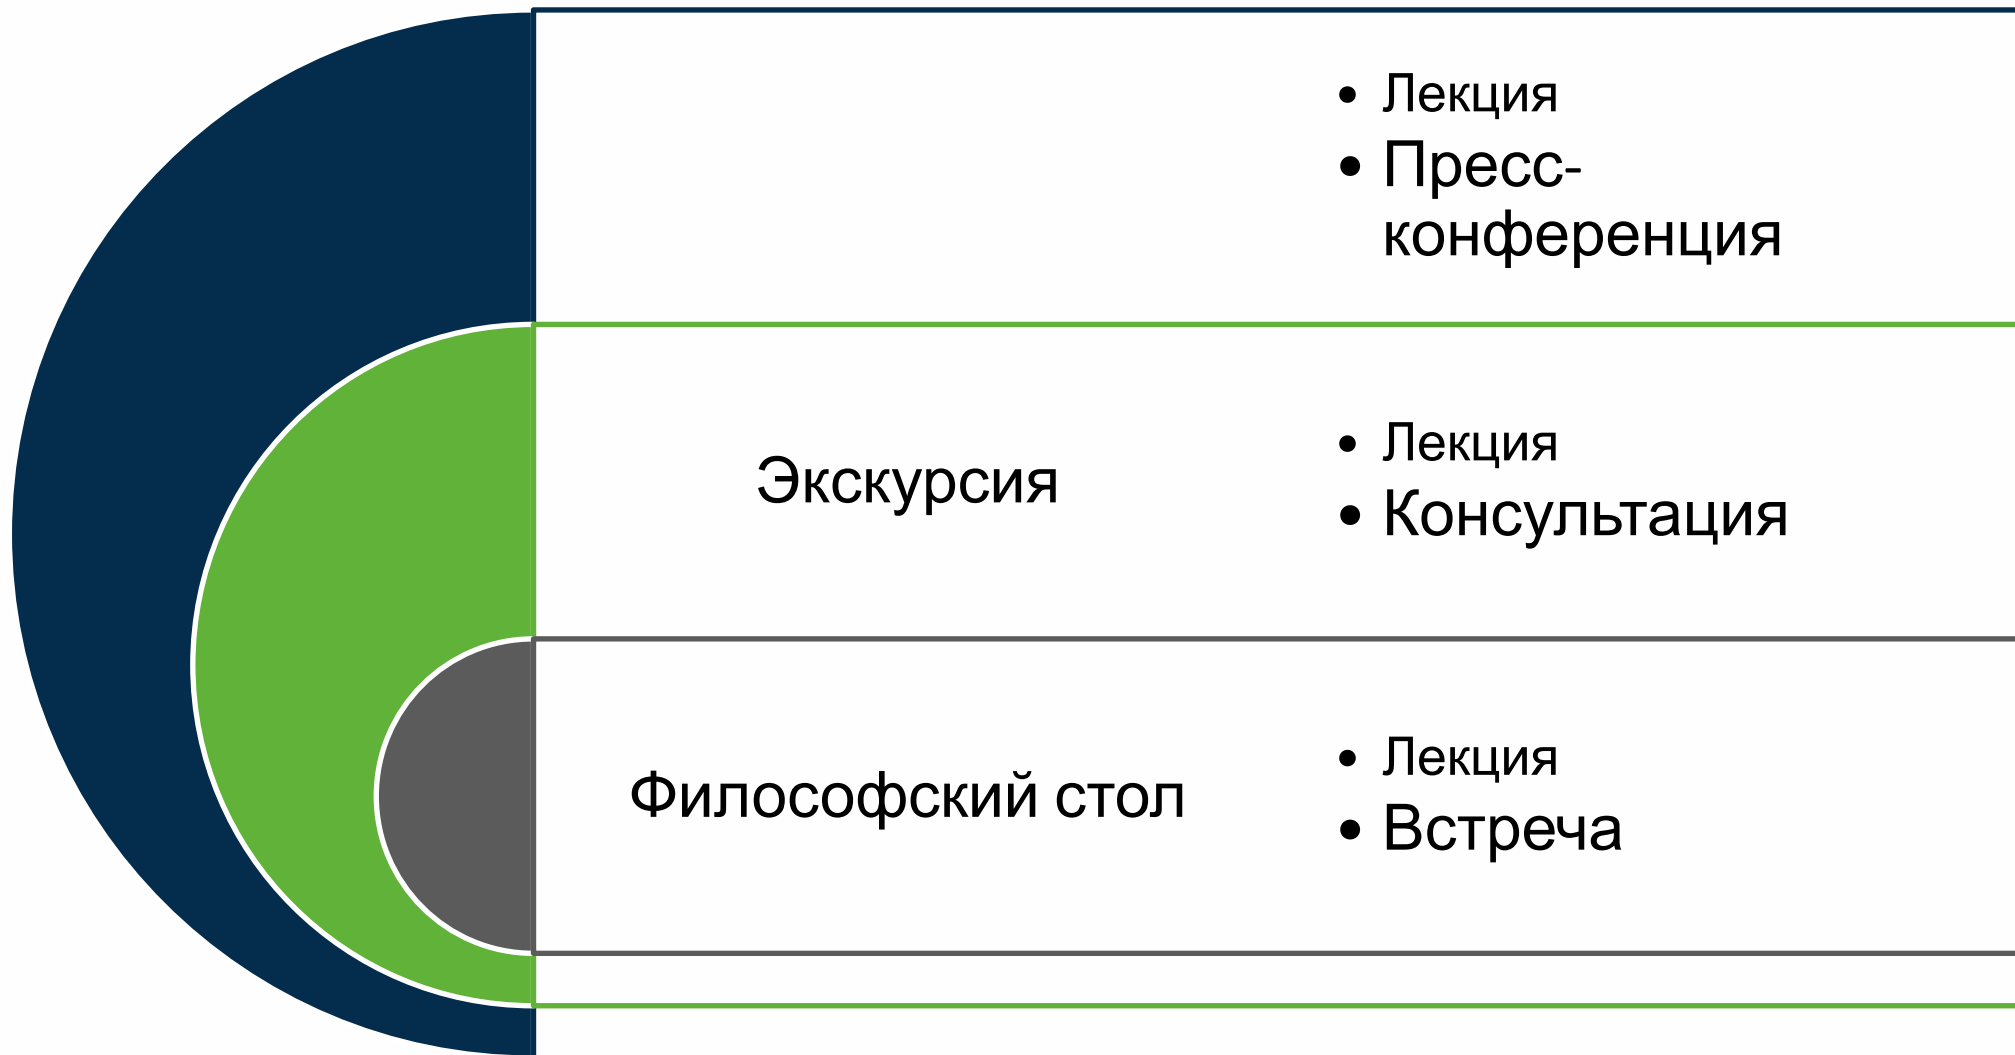 Лекция
Пресс-
конференция
Экскурсия
Лекция
Консультация
Философский стол
Лекция
Встреча